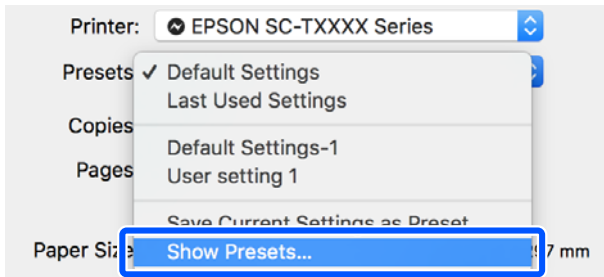 Printer: EPSON SC-TXXXX Series
Presets ✓ Default Settings
Last Used Settings
Copies
Default Settings-1
Pages User setting 1
Save Current Settings as Preset
Paper Size Show Presets... 297 mm